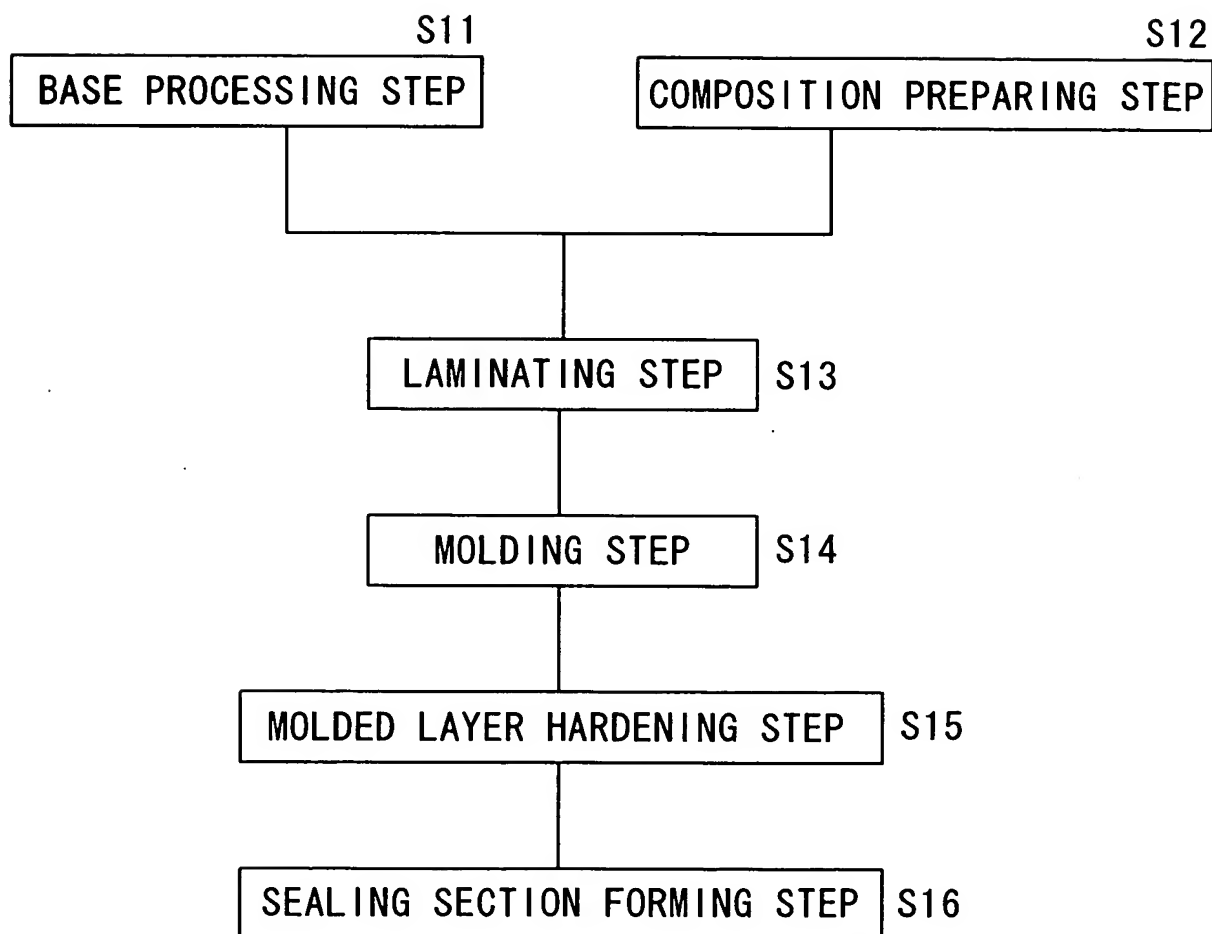 S11
BASE PROCESSING STEP
S12
COMPOSITION PREPARING STEP
LAMINATING STEP S13
MOLDING STEP S14
MOLDED LAYER HARDENING STEP S15
SEALING SECTION FORMING STEP S16